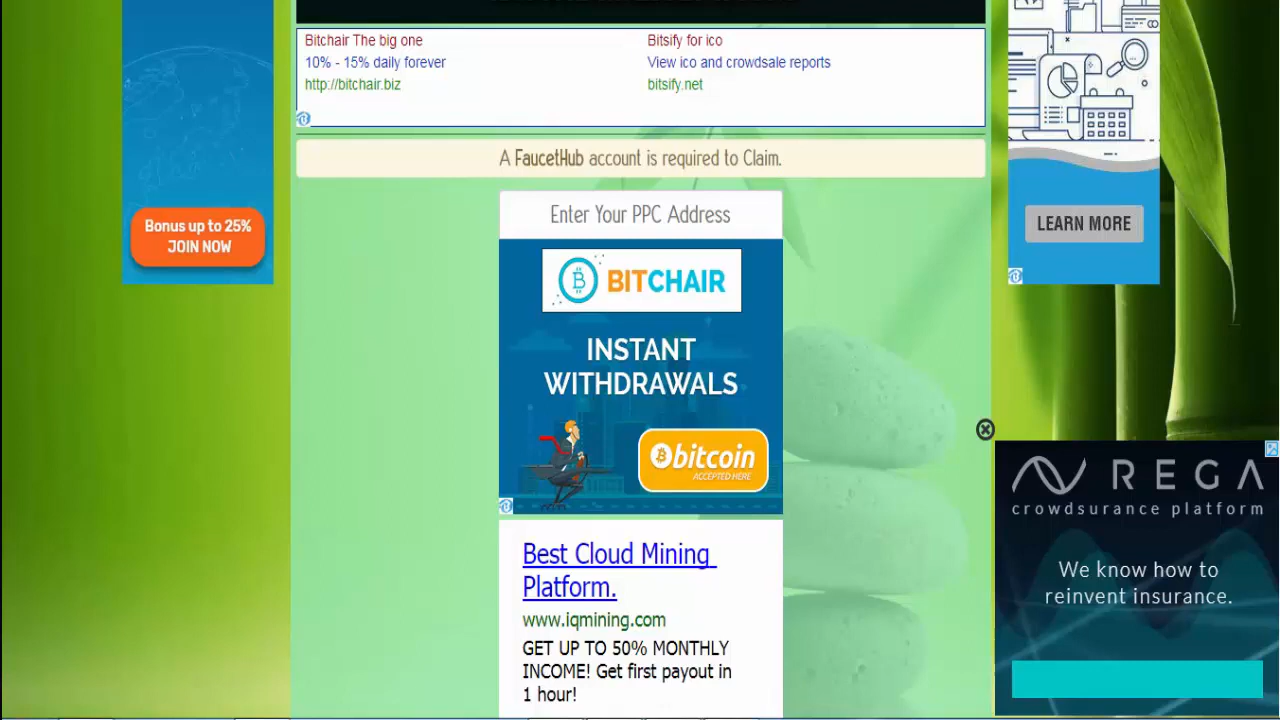 Bitchair The big one
10% - 15% daily forever
http://bitchair.biz
Bitsify for ico
View ico and crowdsale reports
bitsify.net
A FaucetHub account is required to Claim.
Bonus up to 25%
JOIN NOW
Enter Your PPC Address
LEARN MORE
BITCHAIR
INSTANT
WITHDRAWALS
bitcoin
ACCEPTED HERE
Best Cloud Mining
Platform.
www.iqmining.com
GET UP TO 50% MONTHLY
INCOME! Get first payout in
1 hour!
REGA
crowdsurance platform
We know how to
reinvent insurance.